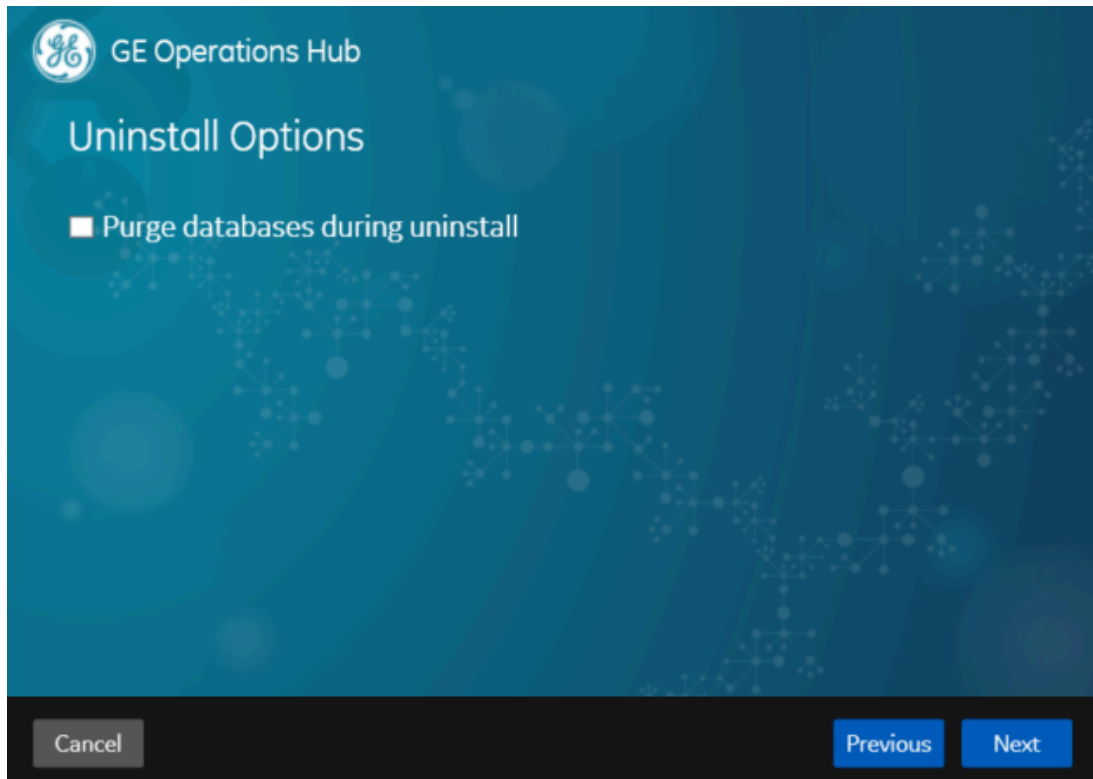 GE Operations Hub
Uninstall Options
Purge databases during uninstall
Cancel Previous Next